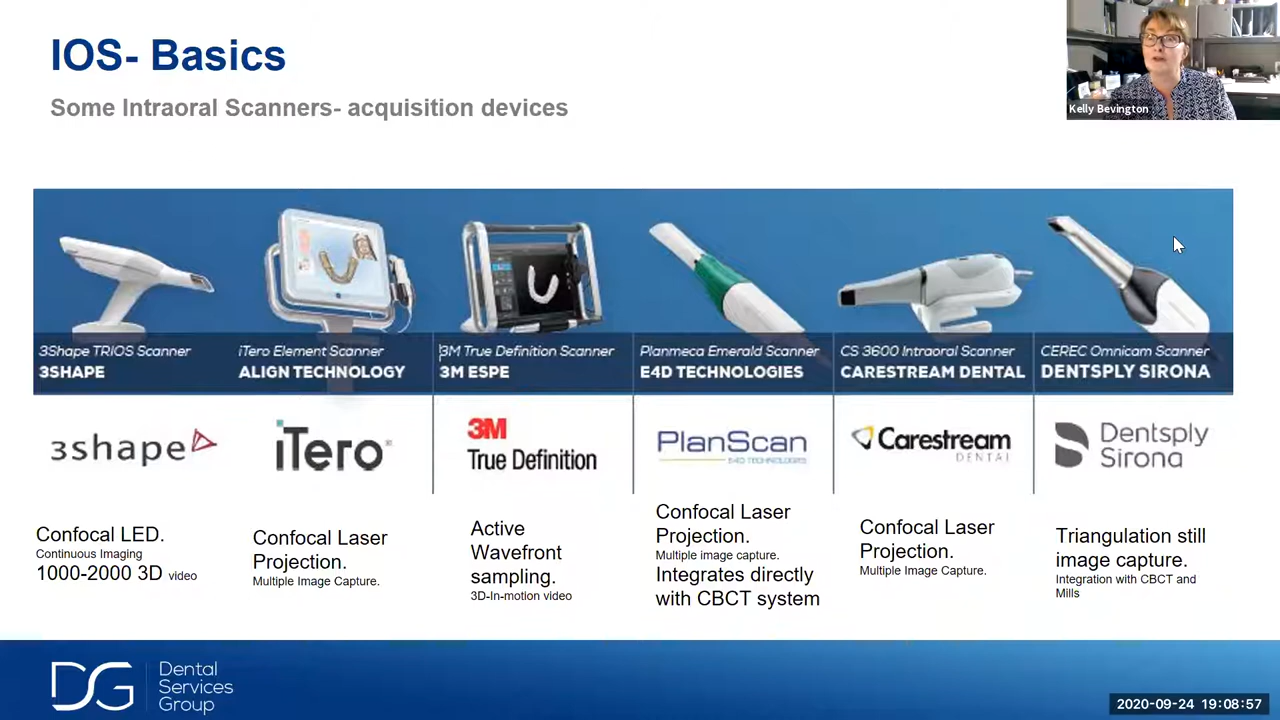 IOS- Basics
Some Intraoral Scanners- acquisition devices
Kelly Bevington
3Shape TRIOS Scanner
3SHAPE
iTero Element Scanner
ALIGN TECHNOLOGY
3M True Definition Scanner
3M ESPE
Planmeca Emerald Scanner
E4D TECHNOLOGIES
CS 3600 Intraoral Scanner
CARESTREAM DENTAL
CEREC Omnicam Scanner
DENTSPLY SIRONA
3shape
iTero
3M
True Definition
PlanScan
E4D TECHNOLOGIES
Carestream
DENTAL
Dentsply
Sirona
Confocal LED.
Continuous Imaging
1000-2000 3D video
Confocal Laser
Projection.
Multiple Image Capture.
Active
Wavefront
sampling.
3D-In-motion video
Confocal Laser
Projection.
Multiple image capture.
Integrates directly
with CBCT system
Confocal Laser
Projection.
Multiple Image Capture.
Triangulation still
image capture.
Integration with CBCT and
Mills
DSG
Dental
Services
Group
2020-09-24 19:08:57